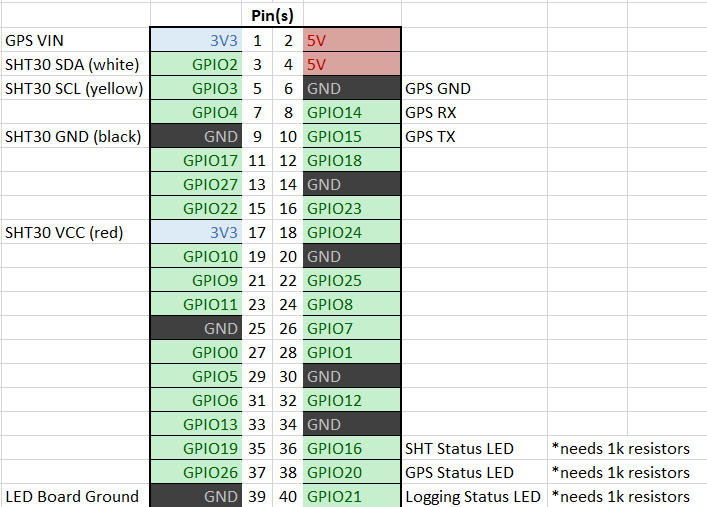 Pin(s)
GPS VIN 3V3 1 2 5V
SHT30 SDA (white) GPIO2 3 4 5V
SHT30 SCL (yellow) GPIO3 5 6 GND GPS GND
GPIO4 7 8 GPIO14 GPS RX
SHT30 GND (black) GND 9 10 GPIO15 GPS TX
GPIO17 11 12 GPIO18
GPIO27 13 14 GND
GPIO22 15 16 GPIO23
SHT30 VCC (red) 3V3 17 18 GPIO24
GPIO10 19 20 GND
GPIO9 21 22 GPIO25
GPIO11 23 24 GPIO8
GND 25 26 GPIO7
GPIO0 27 28 GPIO1
GPIO5 29 30 GND
GPIO6 31 32 GPIO12
GPIO13 33 34 GND
GPIO19 35 36 GPIO16 SHT Status LED *needs 1k resistors
GPIO26 37 38 GPIO20 GPS Status LED *needs 1k resistors
LED Board Ground GND 39 40 GPIO21 Logging Status LED *needs 1k resistors